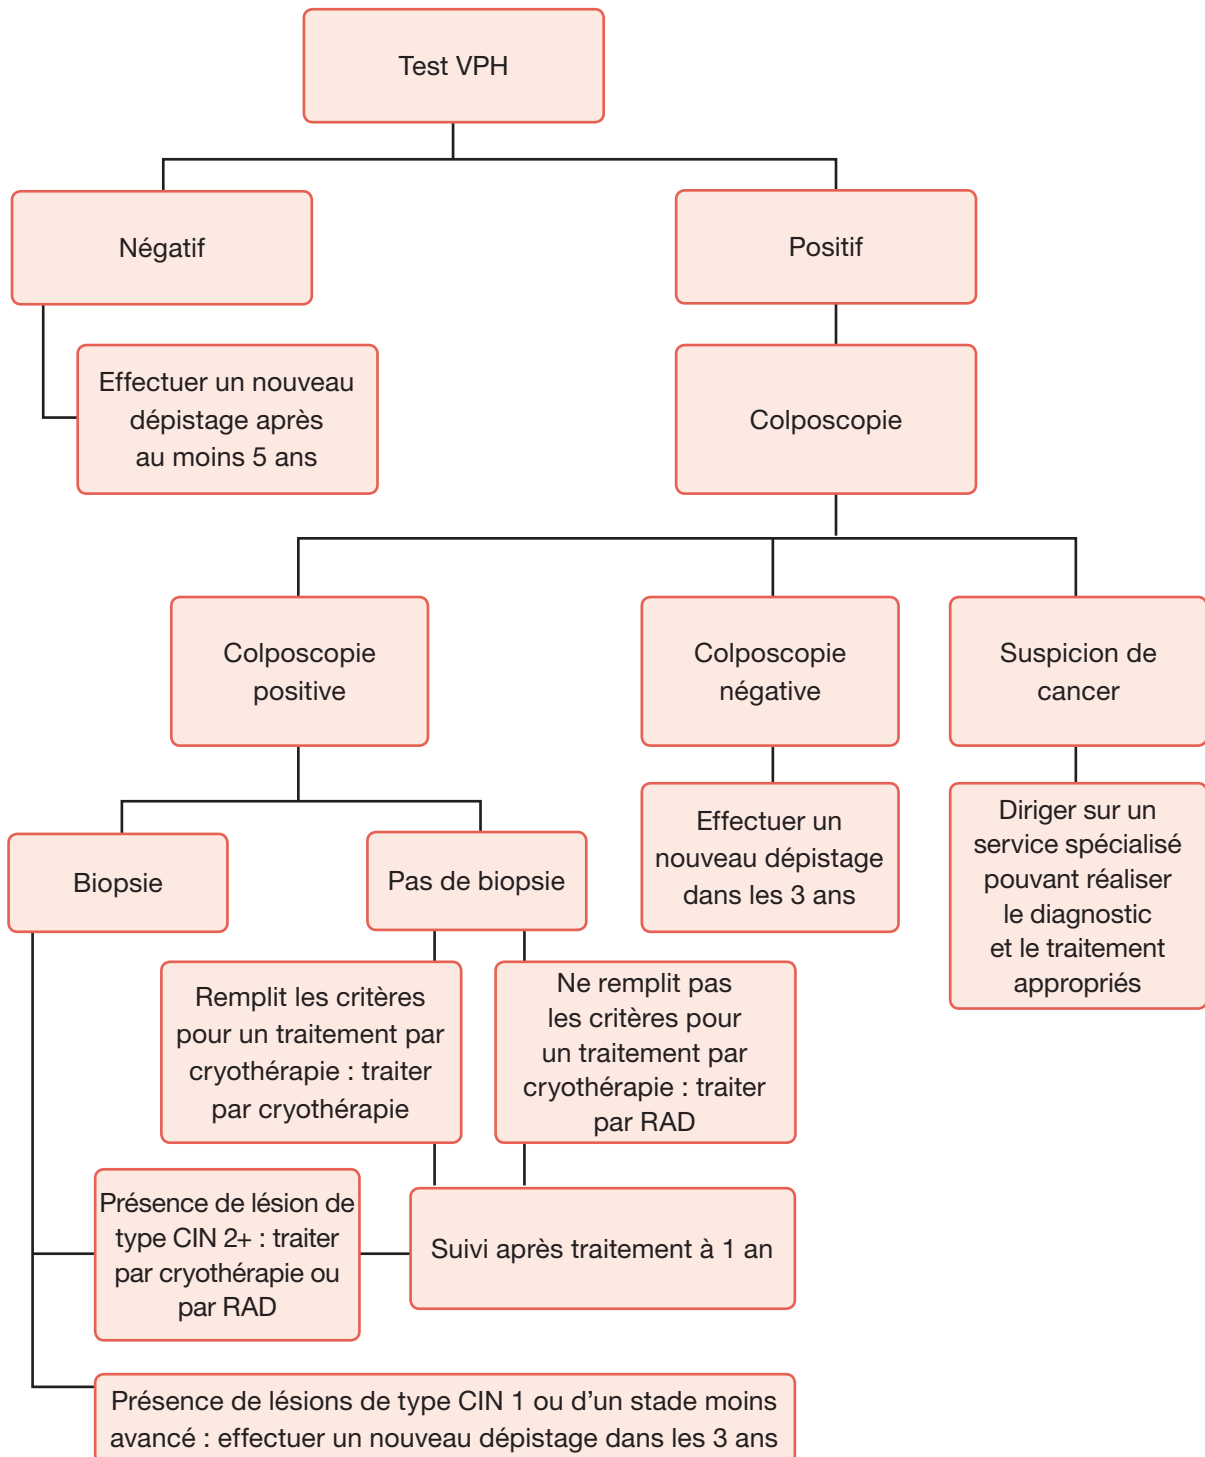 Test VPH
Négatif
Positif
Effectuer un nouveau
dépistage après
au moins 5 ans
Colposcopie
Colposcopie
positive
Colposcopie
négative
Suspicion de
cancer
Effectuer un
nouveau dépistage
dans les 3 ans
Diriger sur un
service spécialisé
pouvant réaliser
le diagnostic
et le traitement
appropriés
Biopsie
Pas de biopsie
Remplit les critères
pour un traitement par
cryothérapie : traiter
par cryothérapie
Ne remplit pas
les critères pour
un traitement par
cryothérapie : traiter
par RAD
Présence de lésion de
type CIN 2+ : traiter
par cryothérapie ou
par RAD
Suivi après traitement à 1 an
Présence de lésions de type CIN 1 ou d'un stade moins
avancé : effectuer un nouveau dépistage dans les 3 ans